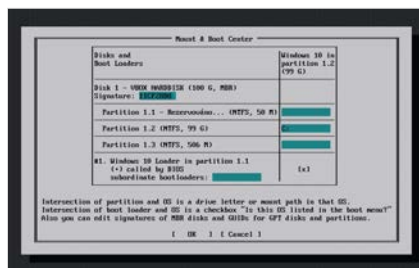 Mount & Boot Center
Disks and
Boot Loaders
Windows 10 in
partition 1.2
(99 G)
Disk 1 - VBOX HARDDISK (100 G, MBR)
Signature:
Partition 1.1 - Rezervováno... (NTFS, 50 M)
Partition 1.2 (NTFS, 99 G)
C:
Partition 1.3 (NTFS, 506 M)
#1. Windows 10 Loader in partition 1.1
(+) called by BIOS
[x]
subordinate bootloaders:
Intersection of partition and OS is a drive letter or mount path in that OS.
Intersection of boot loader and OS is a checkbox "Is this OS listed in the boot menu?"
Also you can edit signatures of MBR disks and GUIDs for GPT disks and partitions.
[ OK ] [ Cancel ]